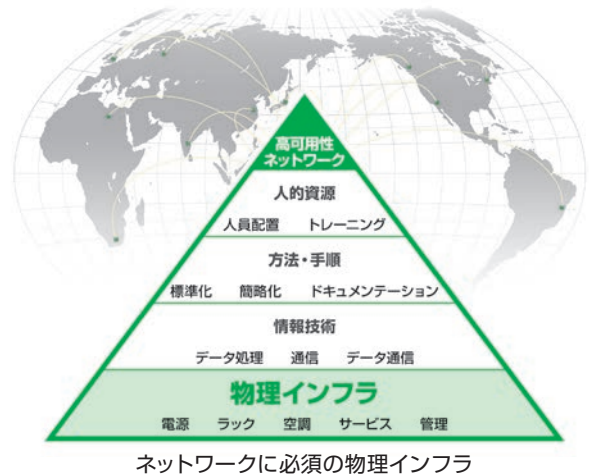 高可用性
ネットワーク
人的資源
人員配置 トレーニング
方法・手順
標準化 簡略化 ドキュメンテーション
情報技術
データ処理 通信 データ通信
物理インフラ
電源 ラック 空調 サービス 管理
ネットワークに必須の物理インフラ